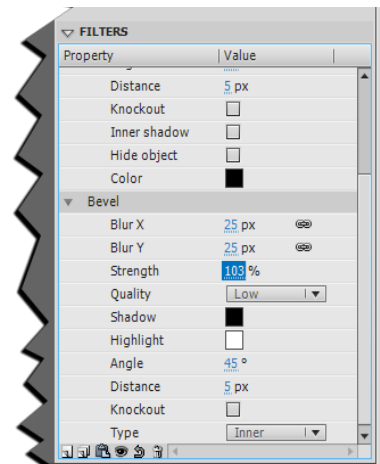 FILTERS
Property Value
Distance 5 px
Knockout
Inner shadow
Hide object
Color
Bevel
Blur X 25 px
Blur Y 25 px
Strength 103 %
Quality Low
Shadow
Highlight
Angle 45 °
Distance 5 px
Knockout
Type Inner